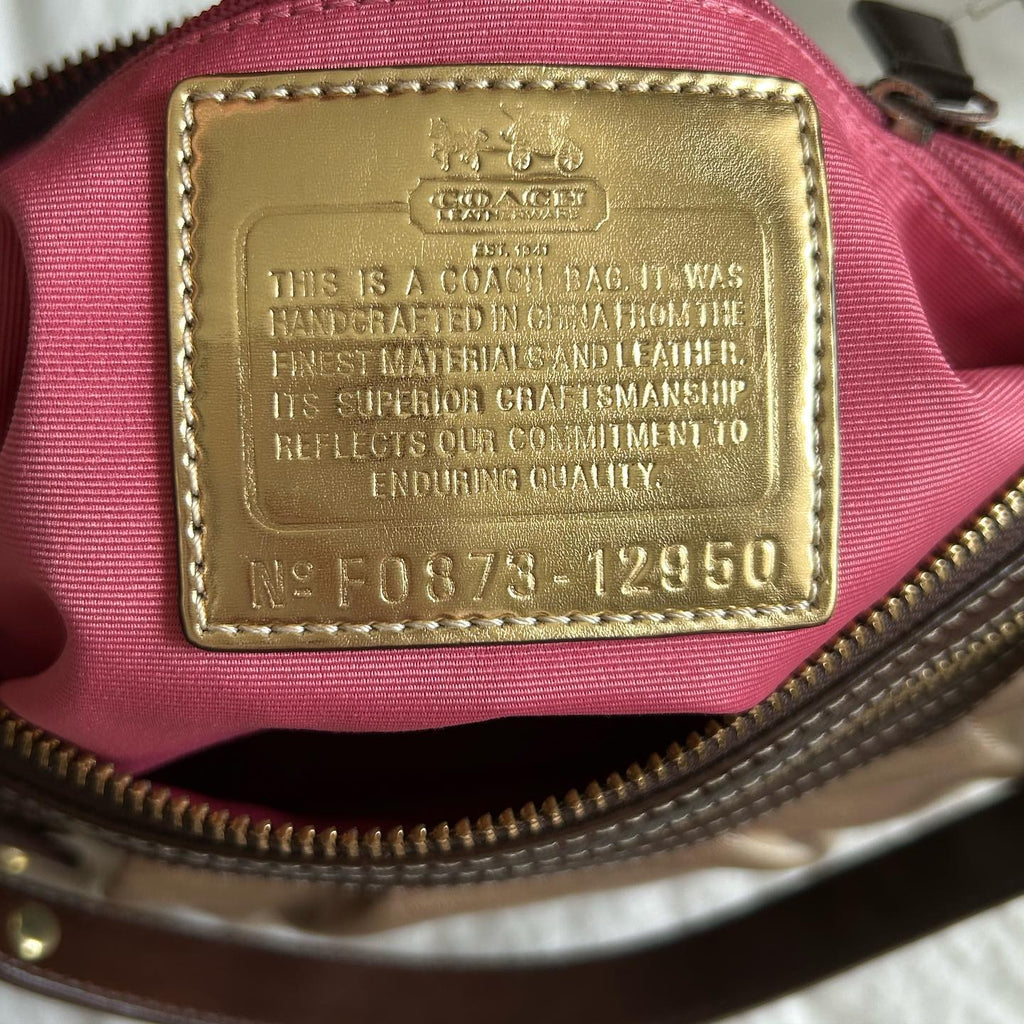 COACH
LEATHERWARE
EST. 1941
THIS IS A COACH BAG. IT WAS
HANDCRAFTED IN CHINA FROM THE
FINEST MATERIALS AND LEATHER.
ITS SUPERIOR CRAFTSMANSHIP
REFLECTS OUR COMMITMENT TO
ENDURING QUALITY.
Nº F0873-12950